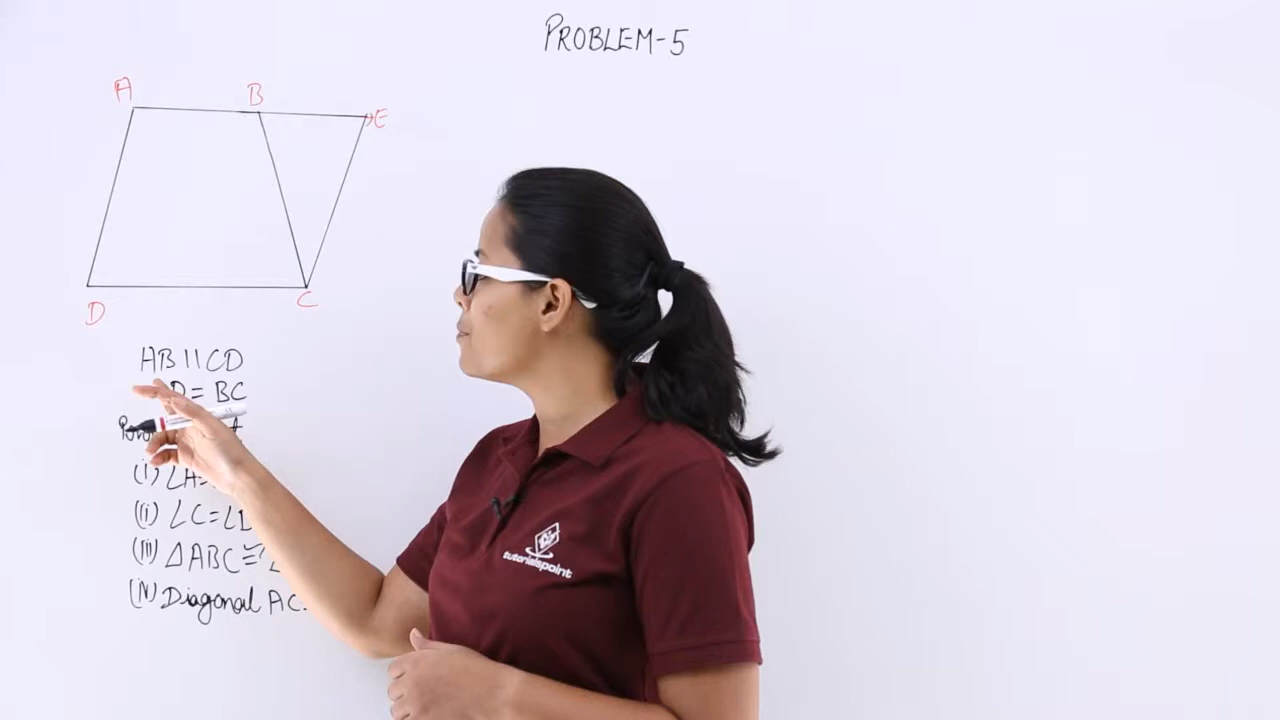 PROBLEM-5
A
B
E
D
C
AB || CD
D = BC
(i) ∠A=
(ii) ∠C=∠D
(iii) △ABC ≅
(iv) Diagonal AC
tutorialspoint